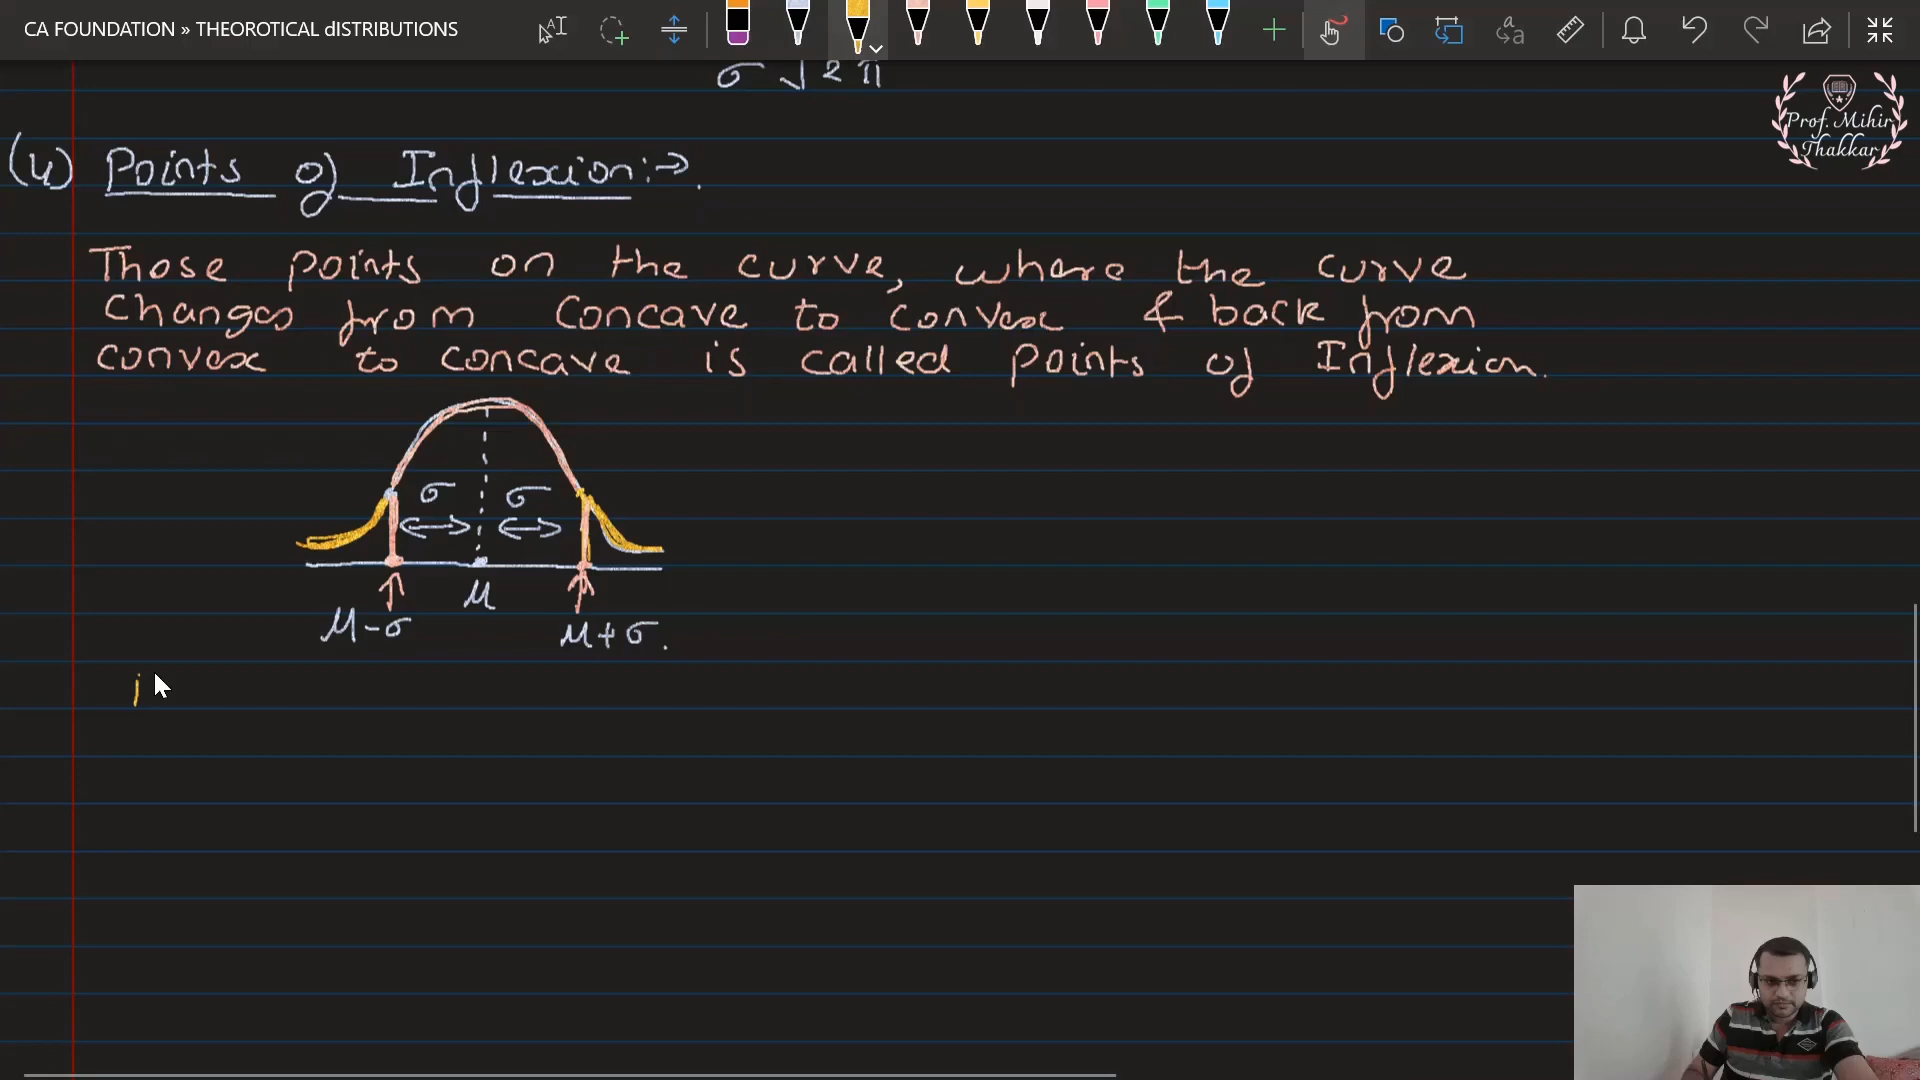 CA FOUNDATION » THEOROTICAL dISTRIBUTIONS
σ √2π
Prof. Mihir
Thakkar
(4) Points of Inflexion :→.
Those points on the curve, where the curve
changes from concave to convex & back from
convex to concave is called points of Inflexion.
σ σ
μ
μ-σ μ+σ.
i